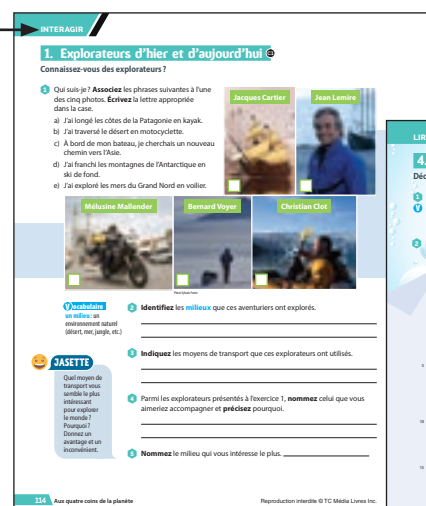 INTERAGIR
1. Explorateurs d'hier et d'aujourd'hui
Connaissez-vous des explorateurs ?
1 Qui suis-je ? Associez les phrases suivantes à l'une
des cinq photos. Écrivez la lettre appropriée
dans la case.
a) J'ai longé les côtes de la Patagonie en kayak.
b) J'ai traversé le désert en motocyclette.
c) À bord de mon bateau, je cherchais un nouveau
chemin vers l'Asie.
d) J'ai franchi les montagnes de l'Antarctique en
ski de fond.
e) J'ai exploré les mers du Grand Nord en voilier.
Jacques Cartier
Jean Lemire
Mélusine Mallender
Bernard Voyer
Christian Clot
Vocabulaire
un milieu : un
environnement naturel
(désert, mer, jungle, etc.)
2 Identifiez les milieux que ces aventuriers ont explorés.
3 Indiquez les moyens de transport que ces explorateurs ont utilisés.
JASETTE
Quel moyen de
transport vous
semble le plus
intéressant
pour explorer
le monde ?
Pourquoi ?
Donnez un
avantage et un
inconvénient.
4 Parmi les explorateurs présentés à l'exercice 1, nommez celui que vous
aimeriez accompagner et précisez pourquoi.
5 Nommez le milieu qui vous intéresse le plus.
114 Aux quatre coins de la planète
Reproduction interdite © TC Média Livres Inc.
LIR
4.
Déc
1
V
2
5
10
15